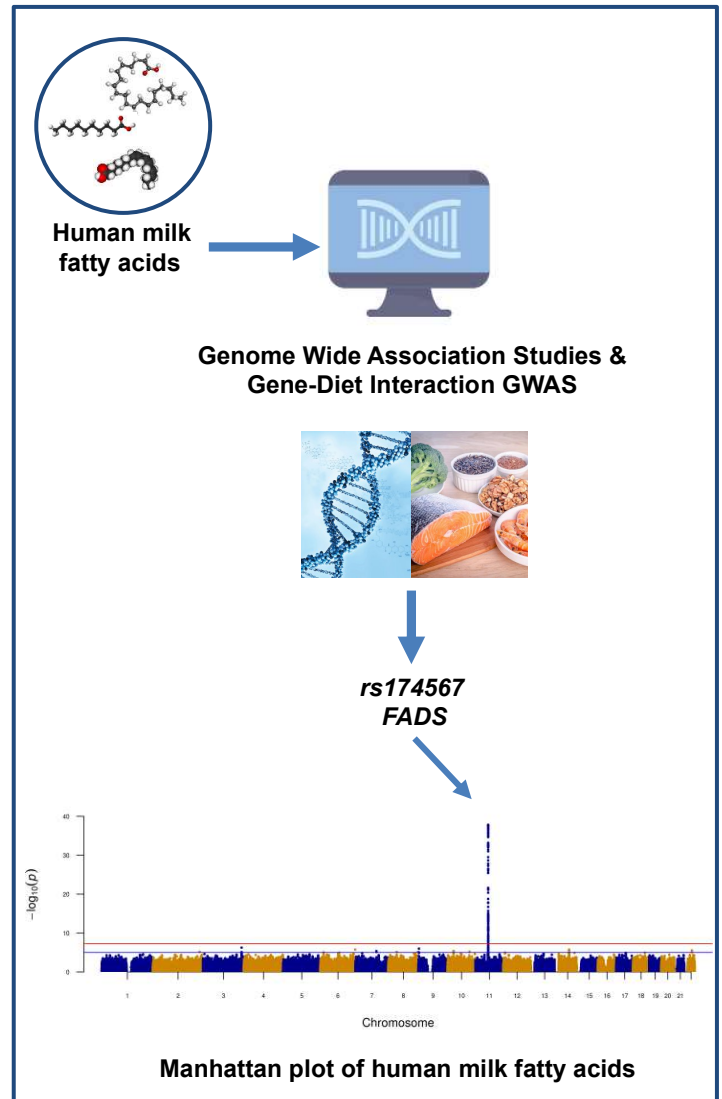 Human milk
fatty acids
Genome Wide Association Studies &
Gene-Diet Interaction GWAS
rs174567
FADS
−log10(p)
40
30
20
10
0
1 2 3 4 5 6 7 8 9 10 11 12 13 14 15 16 17 18 19 20 21
Chromosome
Manhattan plot of human milk fatty acids